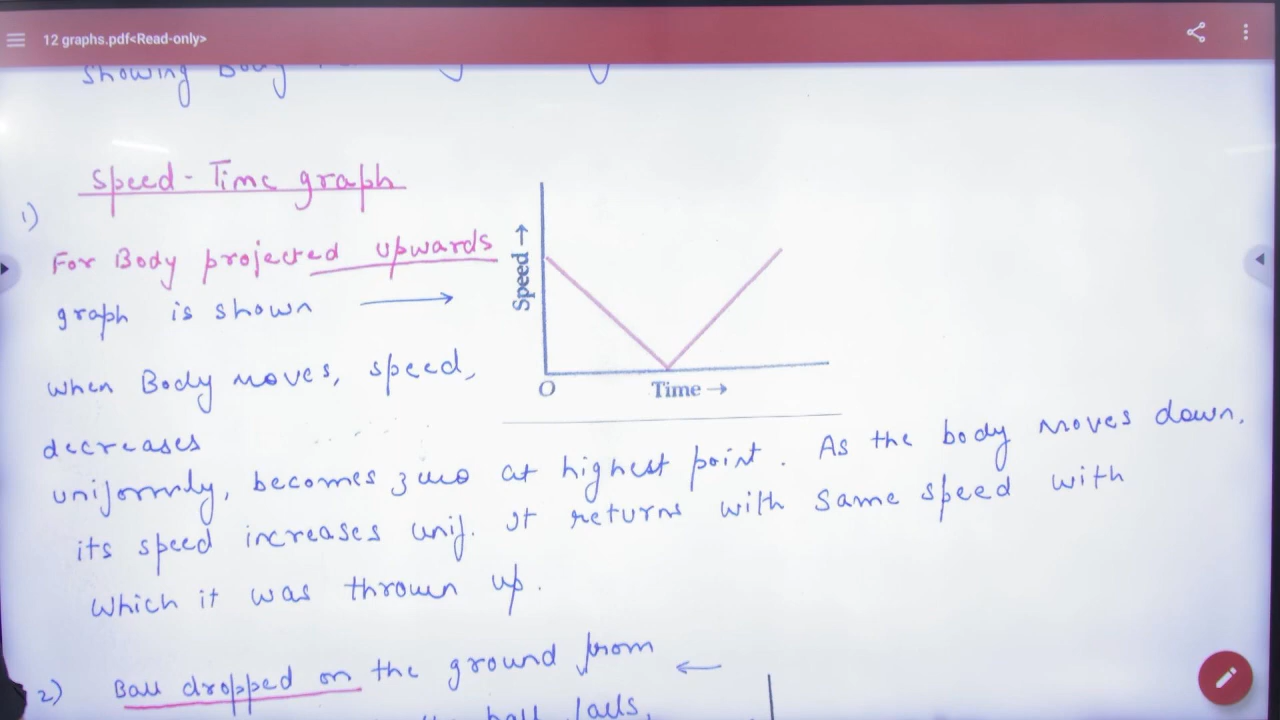 12 graphs.pdf<Read-only>
showing Body
Speed - Time graph
1)
For Body projected upwards
graph is shown →
Speed →
O
Time →
when Body moves, speed,
decreases
uniformly, becomes zero at highest point. As the body moves down,
its speed increases unif. It returns with same speed with
which it was thrown up.
2) Ball dropped on the ground from ←
ball falls,